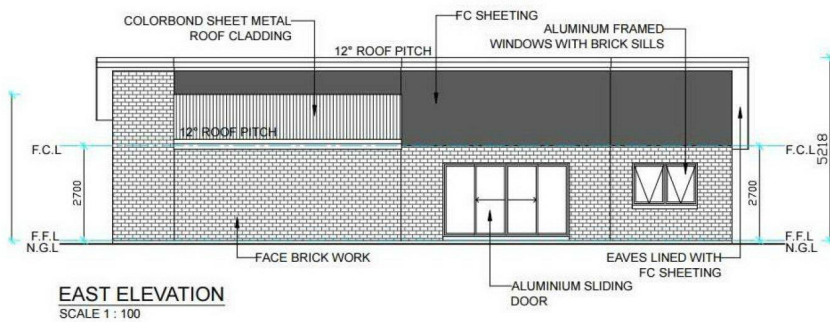 COLORBOND SHEET METAL
ROOF CLADDING
FC SHEETING
ALUMINUM FRAMED
WINDOWS WITH BRICK SILLS
12° ROOF PITCH
12° ROOF PITCH
F.C.L
F.C.L
2700
2700
5218
F.F.L
N.G.L
F.F.L
N.G.L
FACE BRICK WORK
EAVES LINED WITH
FC SHEETING
ALUMINIUM SLIDING
DOOR
EAST ELEVATION
SCALE 1 : 100